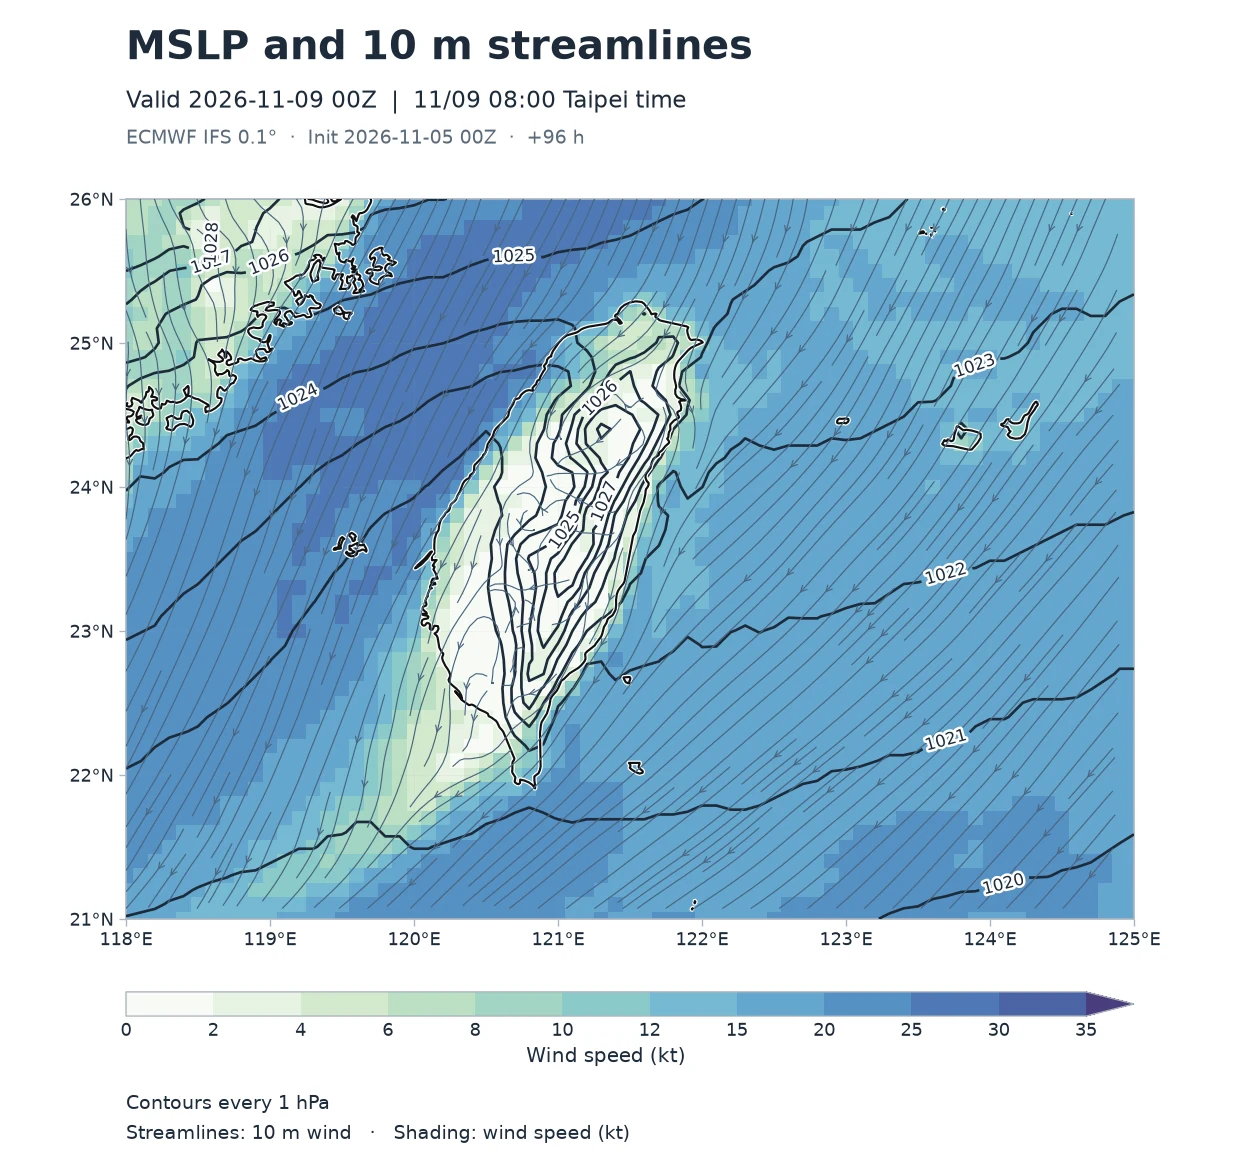 MSLP and 10 m streamlines
Valid 2026-11-09 00Z | 11/09 08:00 Taipei time
ECMWF IFS 0.1° · Init 2026-11-05 00Z · +96 h
26°N
25°N
24°N
23°N
22°N
21°N
1028
1027
1026
1025
1024
1023
1026
1027
1025
1022
1021
1020
118°E 119°E 120°E 121°E 122°E 123°E 124°E 125°E
0 2 4 6 8 10 12 15 20 25 30 35
Wind speed (kt)
Contours every 1 hPa
Streamlines: 10 m wind · Shading: wind speed (kt)